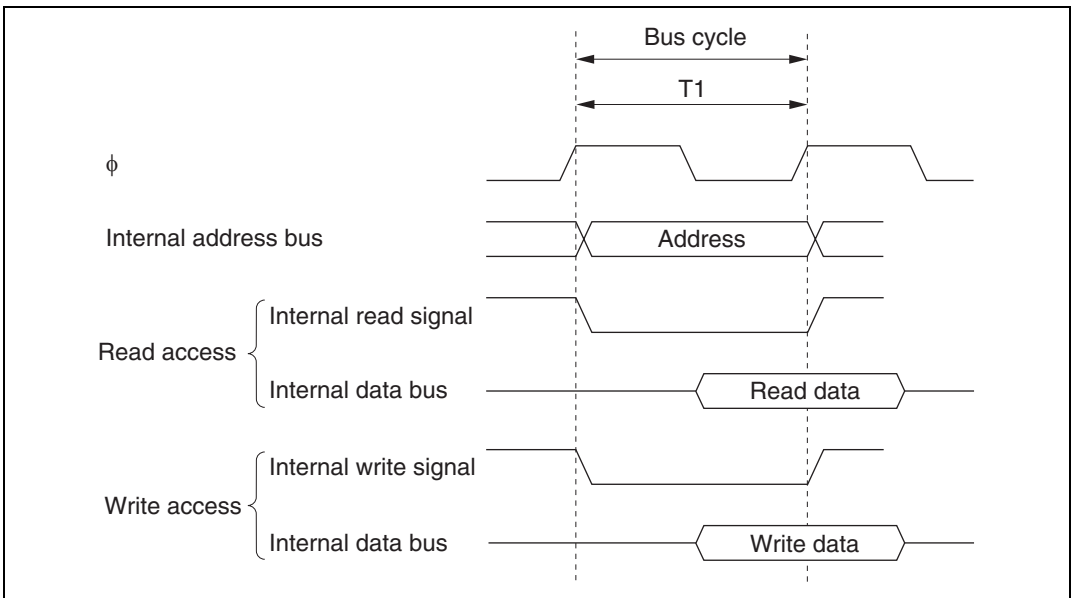 Bus cycle
T1
ϕ
Internal address bus
Address
Read access
Internal read signal
Internal data bus
Read data
Write access
Internal write signal
Internal data bus
Write data